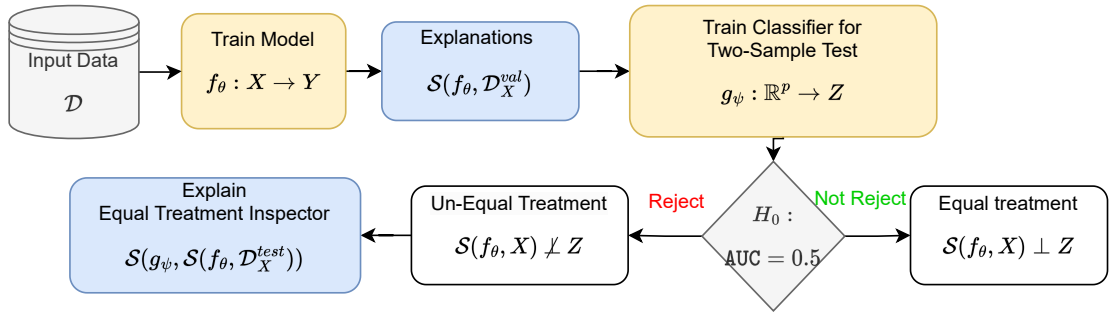 Input Data
𝒟
Train Model
f_θ : X → Y
Explanations
𝒮(f_θ, 𝒟_X^{val})
Train Classifier for
Two-Sample Test
g_ψ : ℝ^p → Z
Explain
Equal Treatment Inspector
𝒮(g_ψ, 𝒮(f_θ, 𝒟_X^{test}))
Un-Equal Treatment
𝒮(f_θ, X) ⊥̸ Z
Reject
H_0 :
AUC = 0.5
Not Reject
Equal treatment
𝒮(f_θ, X) ⊥ Z